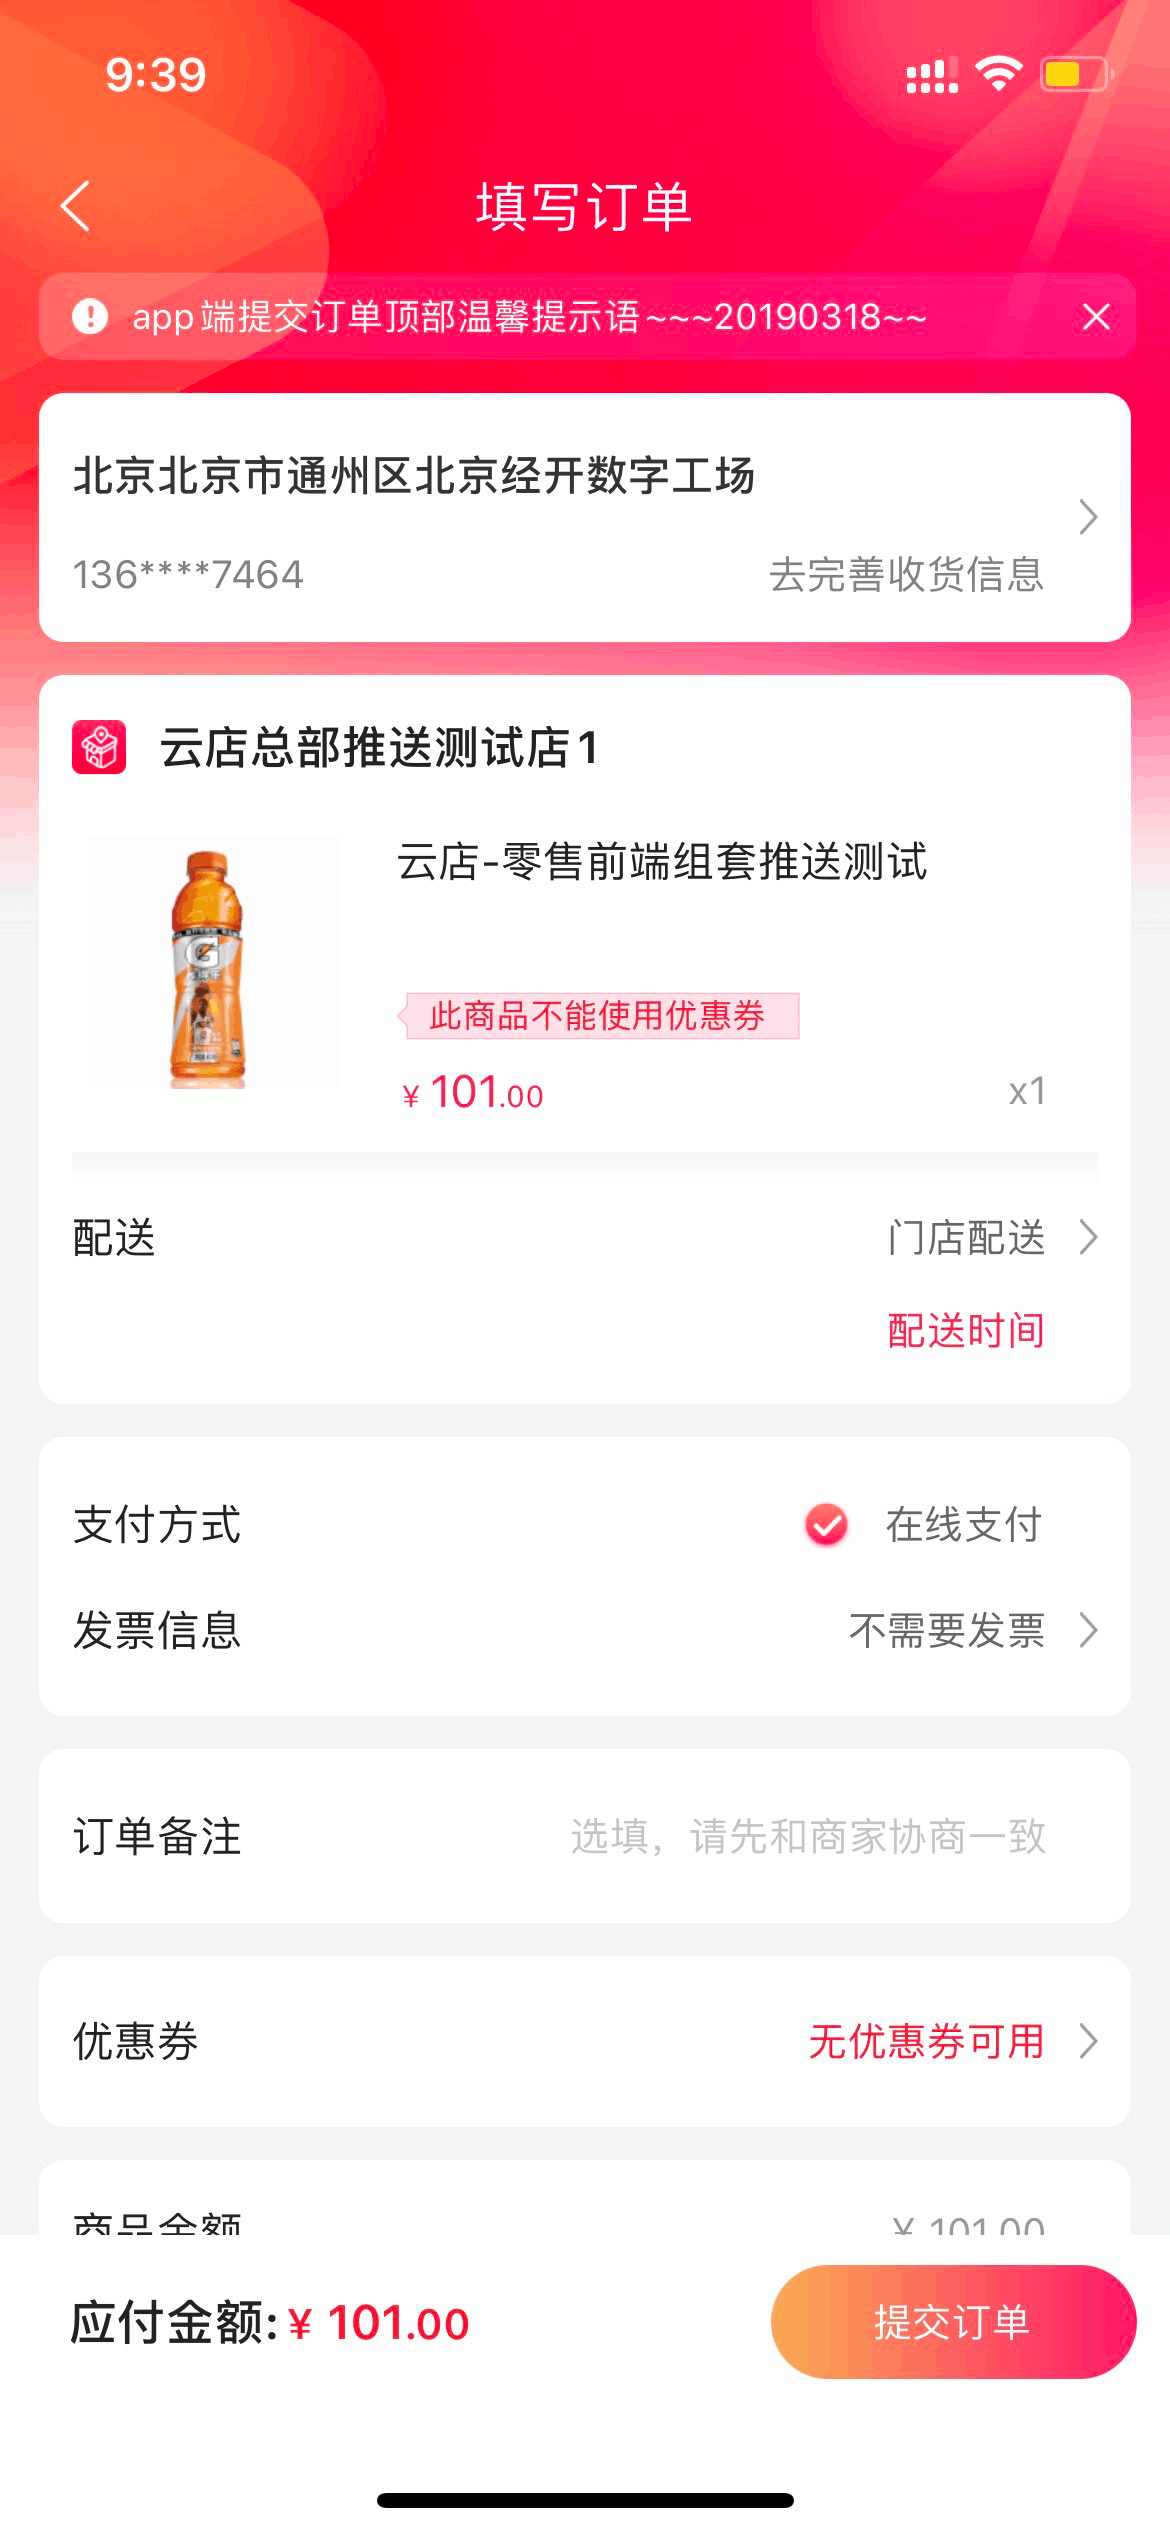 9:39
填写订单
app端提交订单顶部温馨提示语~~~20190318~~
北京北京市通州区北京经开数字工场
136****7464
去完善收货信息
云店总部推送测试店1
云店-零售前端组套推送测试
G
此商品不能使用优惠券
¥ 101.00
x1
配送
门店配送
配送时间
支付方式
在线支付
发票信息
不需要发票
订单备注
选填，请先和商家协商一致
优惠券
无优惠券可用
商品金额
¥ 101.00
应付金额:¥ 101.00
提交订单